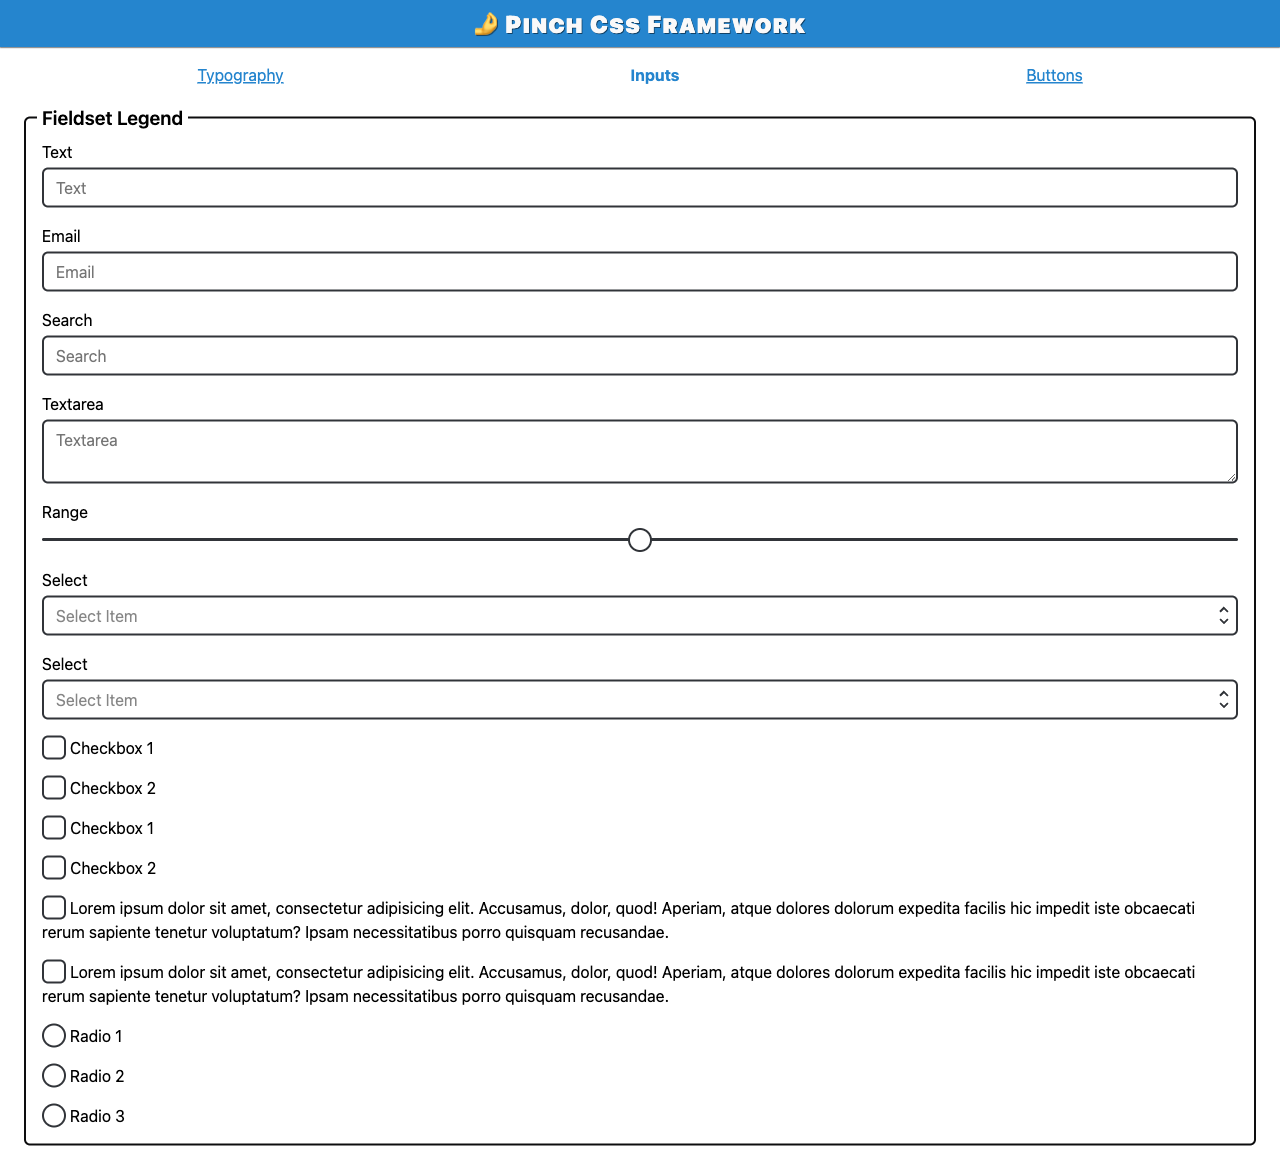 Pinch Css Framework
Typography
Inputs
Buttons
Fieldset Legend
Text
Text
Email
Email
Search
Search
Textarea
Textarea
Range
Select
Select Item
Select
Select Item
Checkbox 1
Checkbox 2
Checkbox 1
Checkbox 2
Lorem ipsum dolor sit amet, consectetur adipisicing elit. Accusamus, dolor, quod! Aperiam, atque dolores dolorum expedita facilis hic impedit iste obcaecati
rerum sapiente tenetur voluptatum? Ipsam necessitatibus porro quisquam recusandae.
Lorem ipsum dolor sit amet, consectetur adipisicing elit. Accusamus, dolor, quod! Aperiam, atque dolores dolorum expedita facilis hic impedit iste obcaecati
rerum sapiente tenetur voluptatum? Ipsam necessitatibus porro quisquam recusandae.
Radio 1
Radio 2
Radio 3